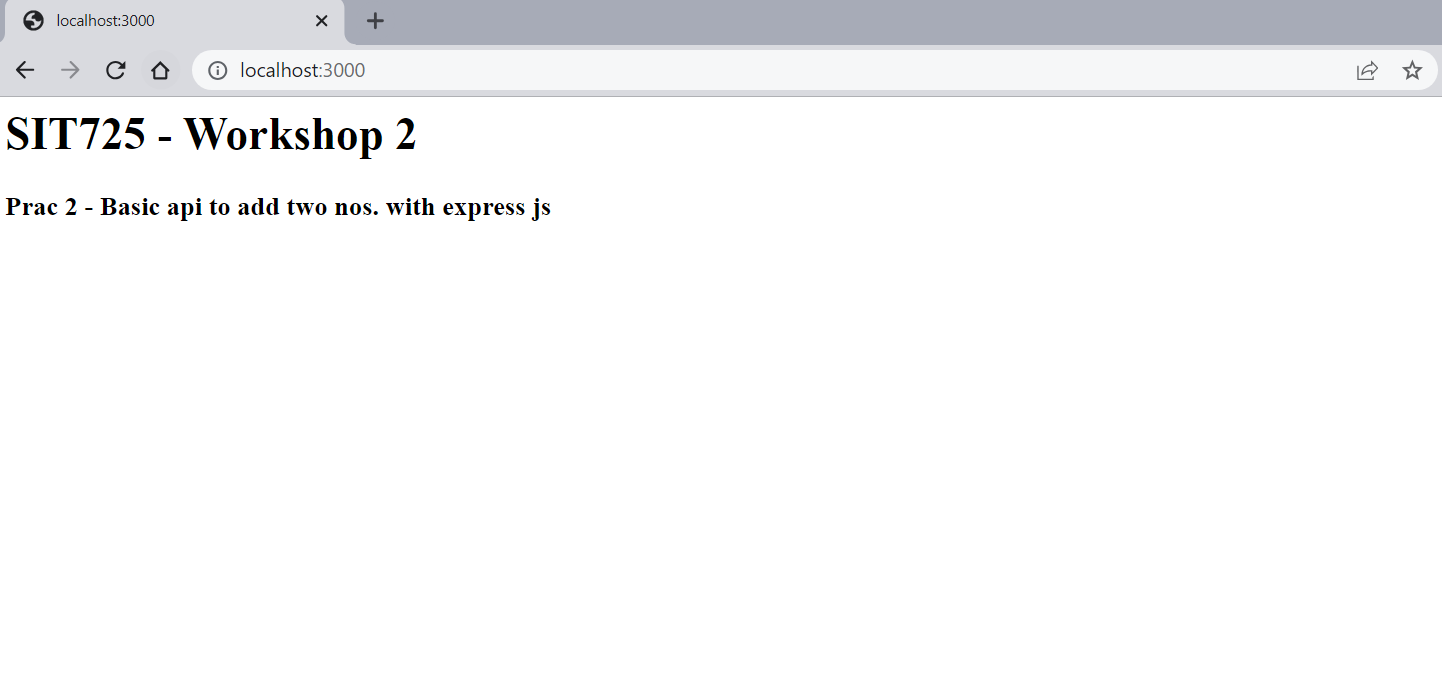 localhost:3000
localhost:3000
SIT725 - Workshop 2
Prac 2 - Basic api to add two nos. with express js